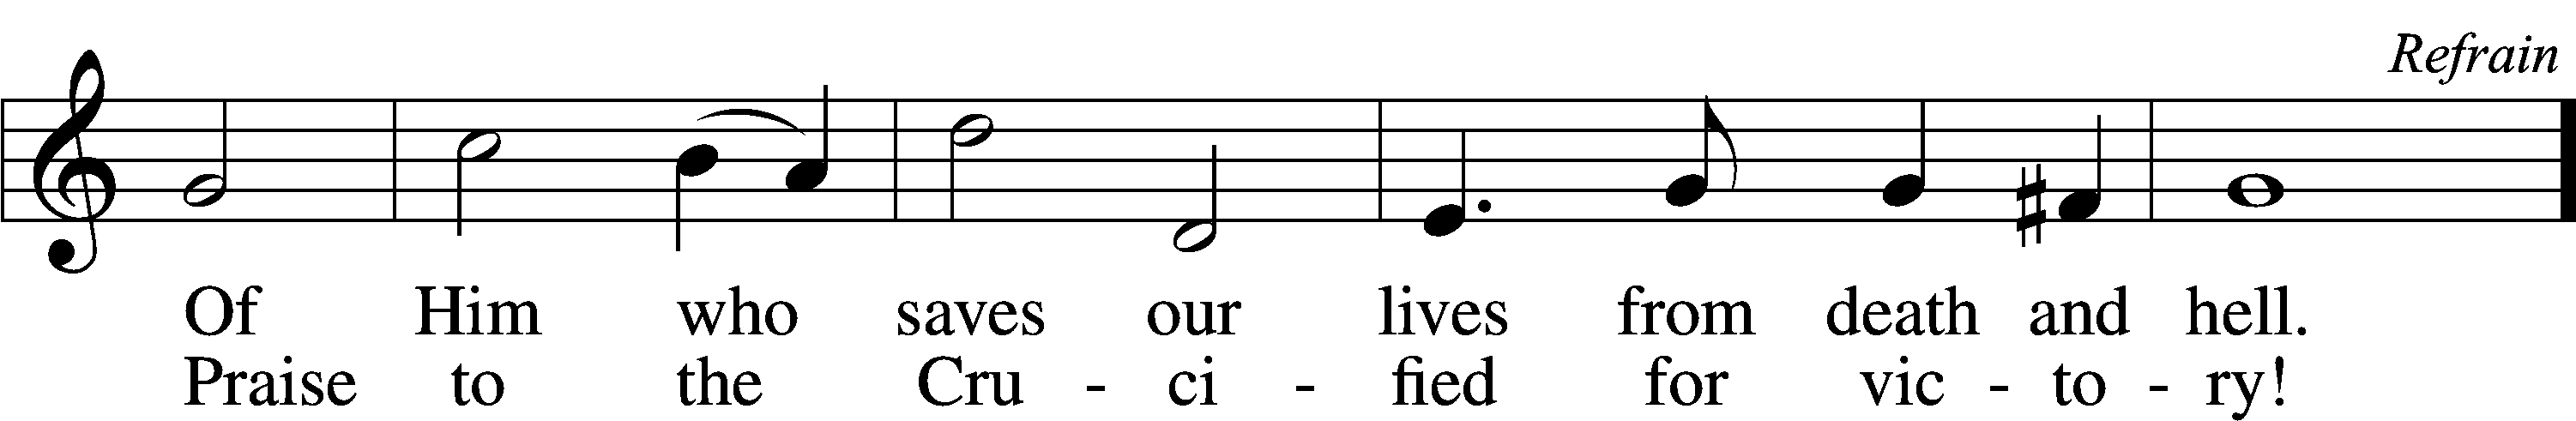 Refrain
Of Him who saves our lives from death and hell.
Praise to the Cru - ci - fied for vic - to - ry!